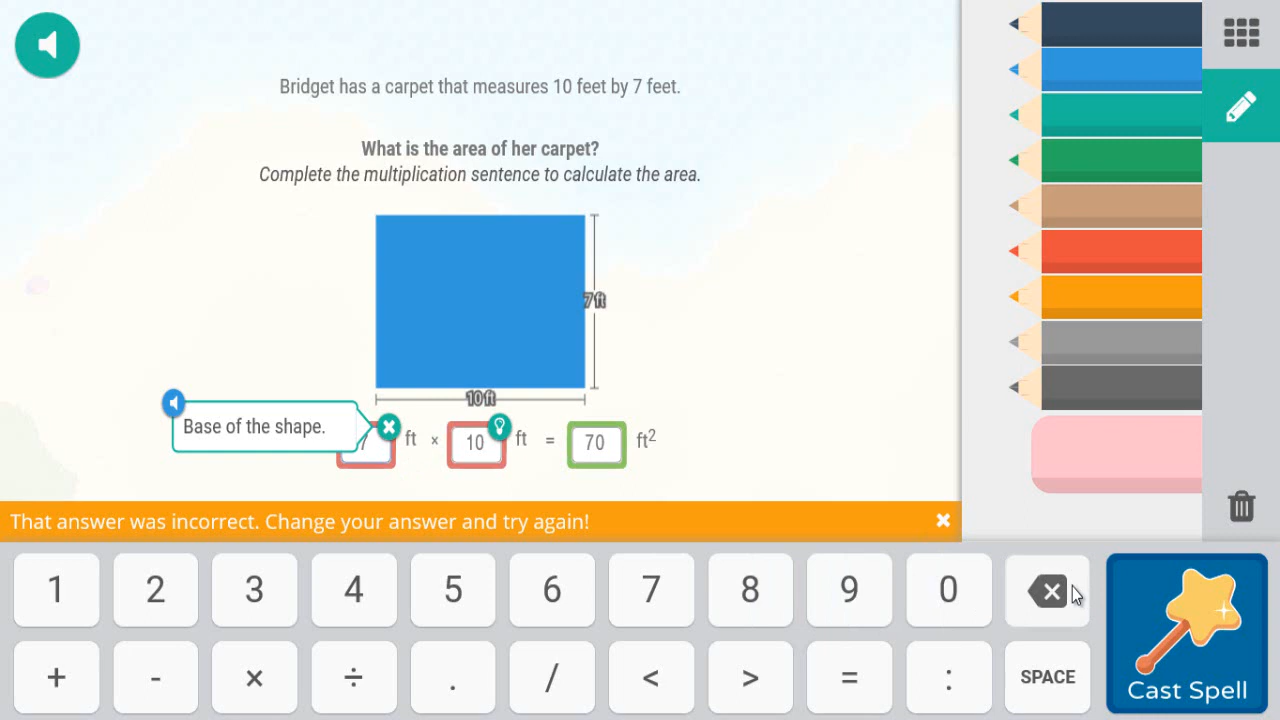 Bridget has a carpet that measures 10 feet by 7 feet.
What is the area of her carpet?
Complete the multiplication sentence to calculate the area.
7 ft
10 ft
Base of the shape.
7 ft × 10 ft = 70 ft²
That answer was incorrect. Change your answer and try again!
1 2 3 4 5 6 7 8 9 0
+ - × ÷ . / < > = : SPACE
Cast Spell